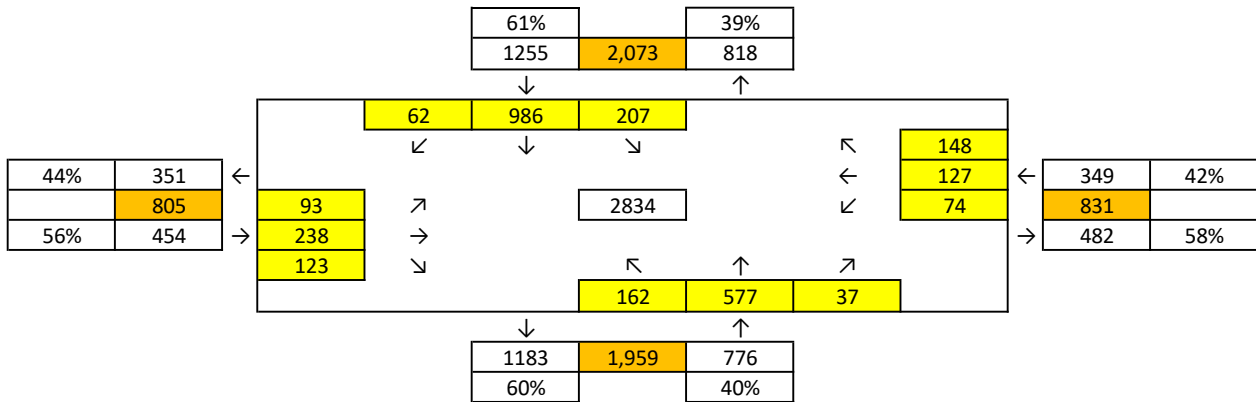 61% 39%
1255 2,073 818
↓ ↑
62 986 207
↙ ↓ ↘ ↖ 148
44% 351 ← ← 127 ← 349 42%
805 93 ↗ 2834 ↙ 74 831
56% 454 → 238 → → 482 58%
123 ↘ ↖ ↑ ↗
162 577 37
↓ ↑
1183 1,959 776
60% 40%